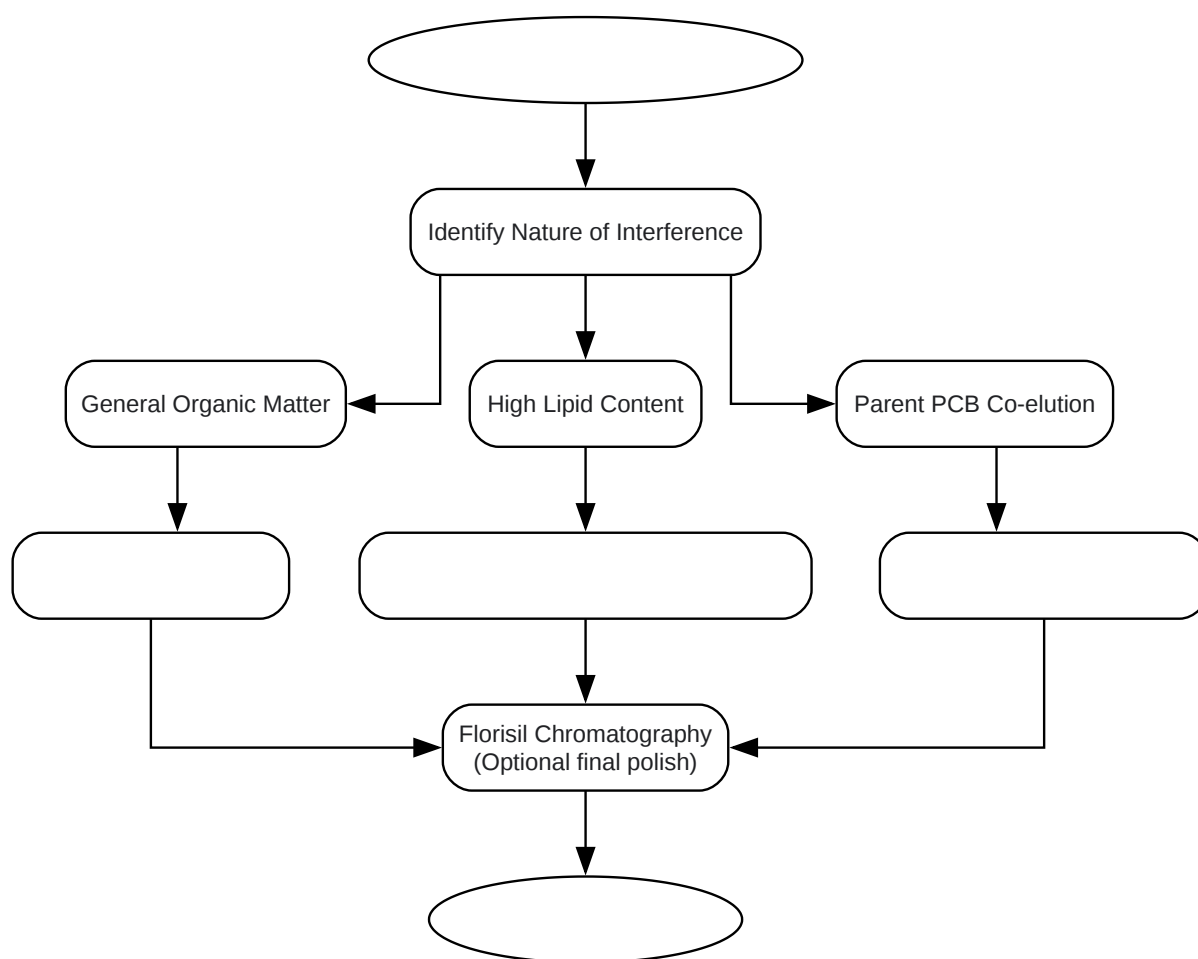 Identify Nature of Interference
General Organic Matter
High Lipid Content
Parent PCB Co-elution
Florisil Chromatography
(Optional final polish)